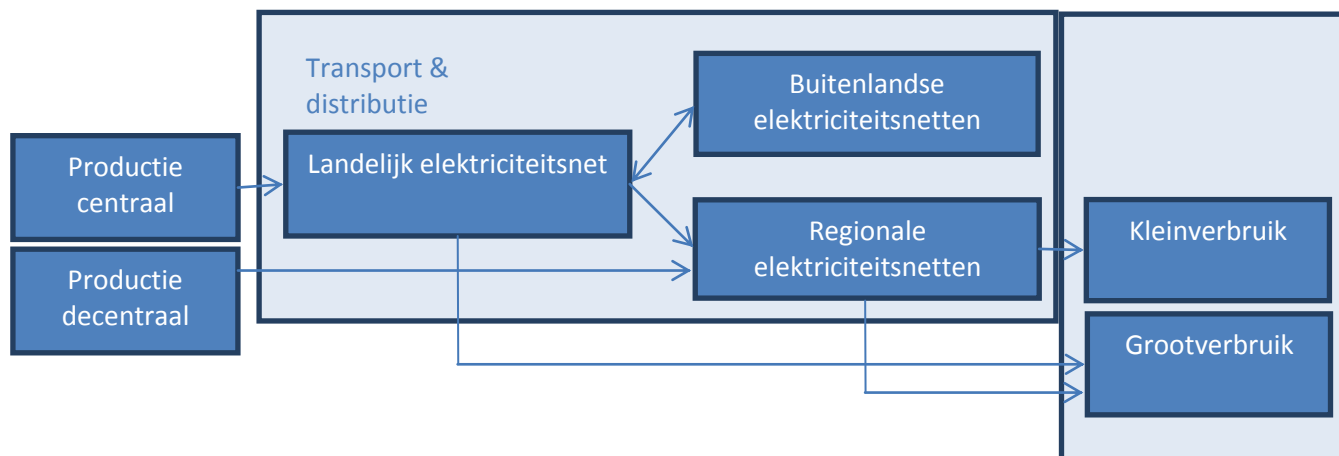 Transport &
distributie
Buitenlandse
elektriciteitsnetten
Productie
centraal
Landelijk elektriciteitsnet
Regionale
elektriciteitsnetten
Kleinverbruik
Productie
decentraal
Grootverbruik